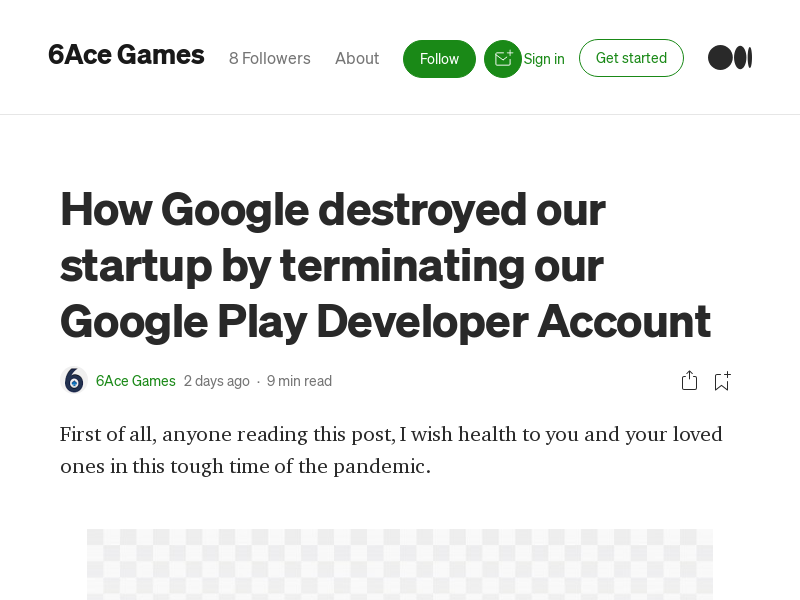 6Ace Games 8 Followers About Follow Sign in Get started
How Google destroyed our
startup by terminating our
Google Play Developer Account
6 6Ace Games 2 days ago · 9 min read
First of all, anyone reading this post, I wish health to you and your loved
ones in this tough time of the pandemic.